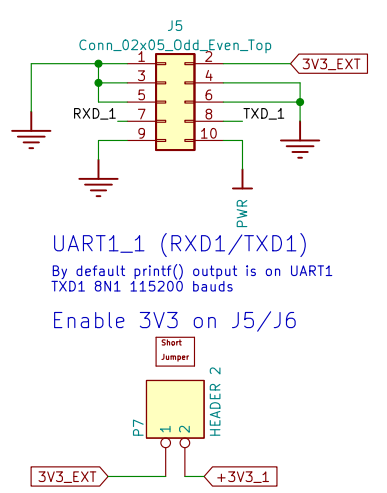 J5
Conn_02x05_Odd_Even_Top
1 2 3V3_EXT
3 4
5 6
RXD_1 7 8 TXD_1
9 10
PWR
UART1_1 (RXD1/TXD1)
By default printf() output is on UART1
TXD1 8N1 115200 bauds
Enable 3V3 on J5/J6
Short
Jumper
P7
HEADER 2
1 2
3V3_EXT +3V3_1